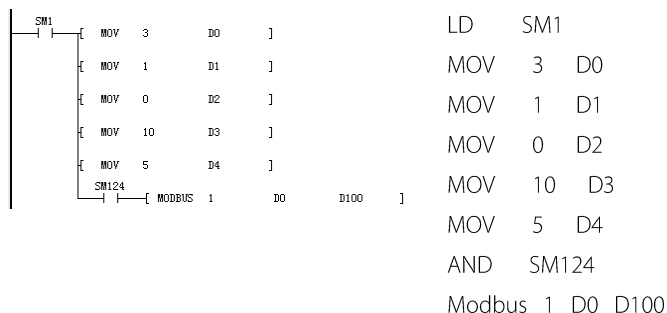 SM1
[ MOV 3 D0 ]
[ MOV 1 D1 ]
[ MOV 0 D2 ]
[ MOV 10 D3 ]
[ MOV 5 D4 ]
SM124
[ MODBUS 1 D0 D100 ]
LD SM1
MOV 3 D0
MOV 1 D1
MOV 0 D2
MOV 10 D3
MOV 5 D4
AND SM124
Modbus 1 D0 D100